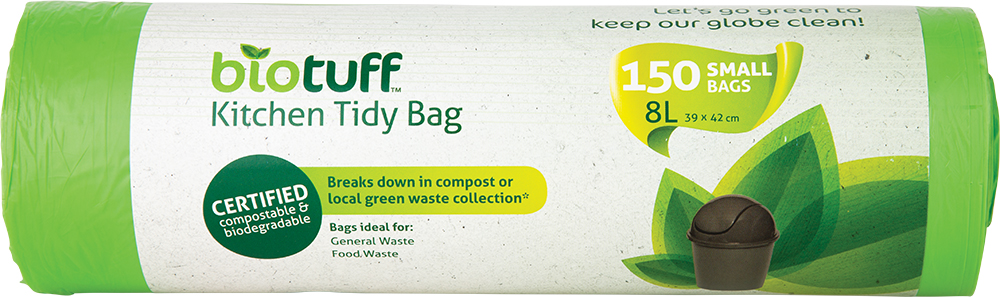 Let's go green to
keep our globe clean!
biotuff™
Kitchen Tidy Bag
150 SMALL
BAGS
8L 39 x 42 cm
CERTIFIED
compostable &
biodegradable
Breaks down in compost or
local green waste collection*
Bags ideal for:
General Waste
Food Waste